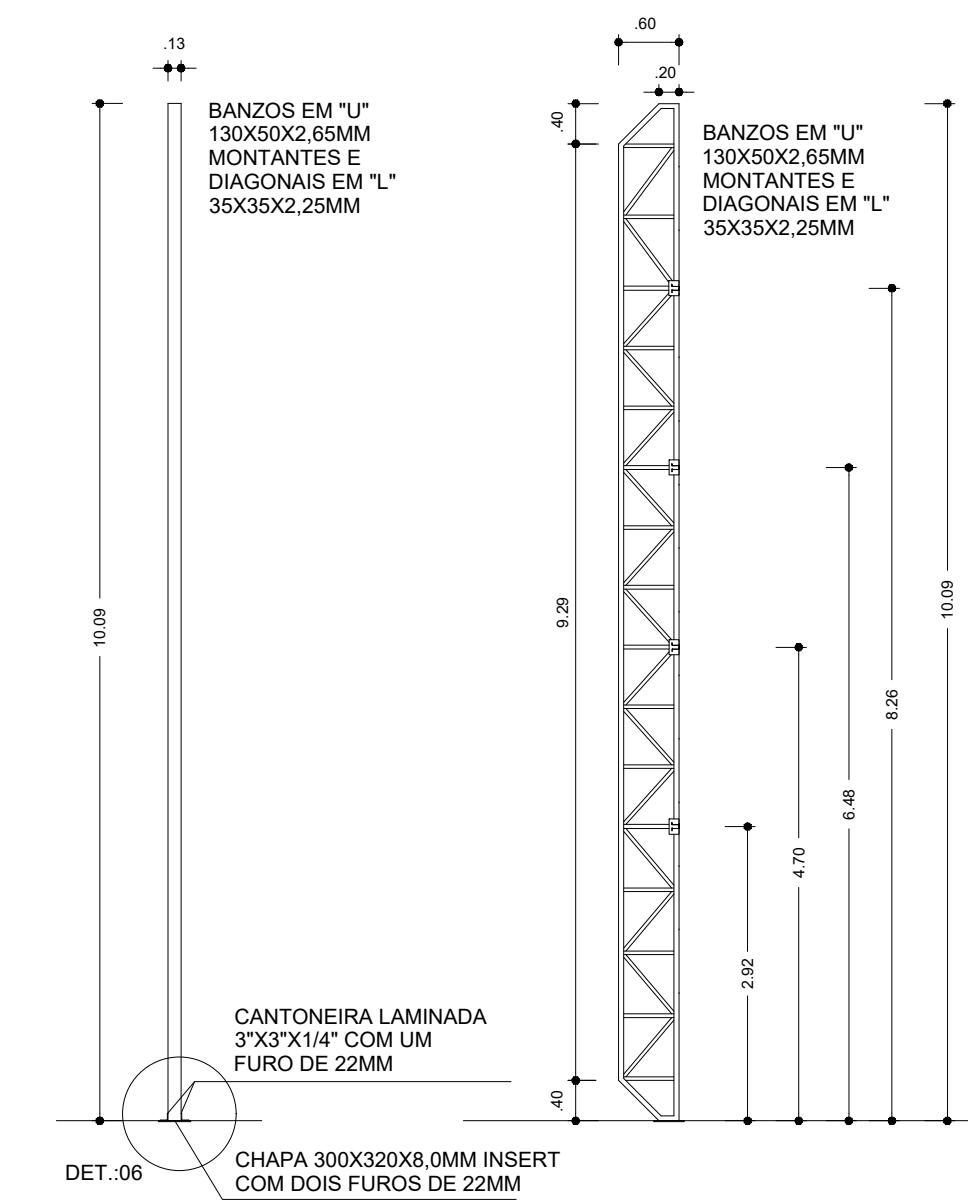 .60
.13
.20
BANZOS EM "U"
130X50X2,65MM
MONTANTES E
DIAGONAIS EM "L"
35X35X2,25MM
.40
BANZOS EM "U"
130X50X2,65MM
MONTANTES E
DIAGONAIS EM "L"
35X35X2,25MM
10.09
9.29
10.09
8.26
6.48
4.70
2.92
CANTONEIRA LAMINADA
3"X3"X1/4" COM UM
FURO DE 22MM
.40
DET.:06
CHAPA 300X320X8,0MM INSERT
COM DOIS FUROS DE 22MM